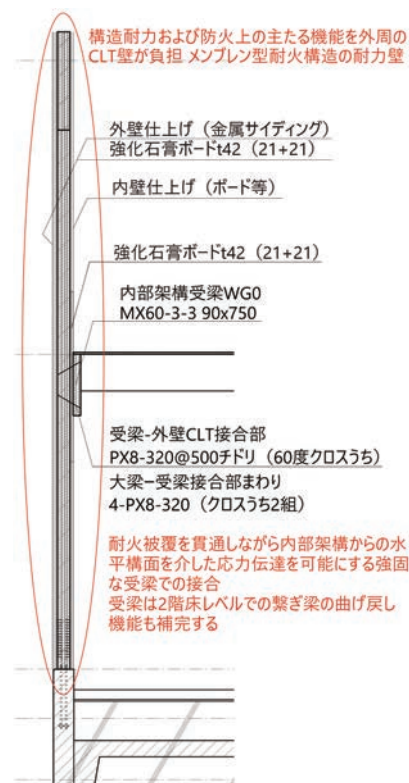 構造耐力および防火上の主たる機能を外周の
CLT壁が負担 メンブレン型耐火構造の耐力壁
外壁仕上げ（金属サイディング）
強化石膏ボードt42（21+21）
内壁仕上げ（ボード等）
強化石膏ボードt42（21+21）
内部架構受梁WG0
MX60-3-3 90x750
受梁-外壁CLT接合部
PX8-320@500チドリ（60度クロスうち）
大梁−受梁接合部まわり
4-PX8-320（クロスうち2組）
耐火被覆を貫通しながら内部架構からの水
平構面を介した応力伝達を可能にする強固
な受梁での接合
受梁は2階床レベルでの繋ぎ梁の曲げ戻し
機能も補完する